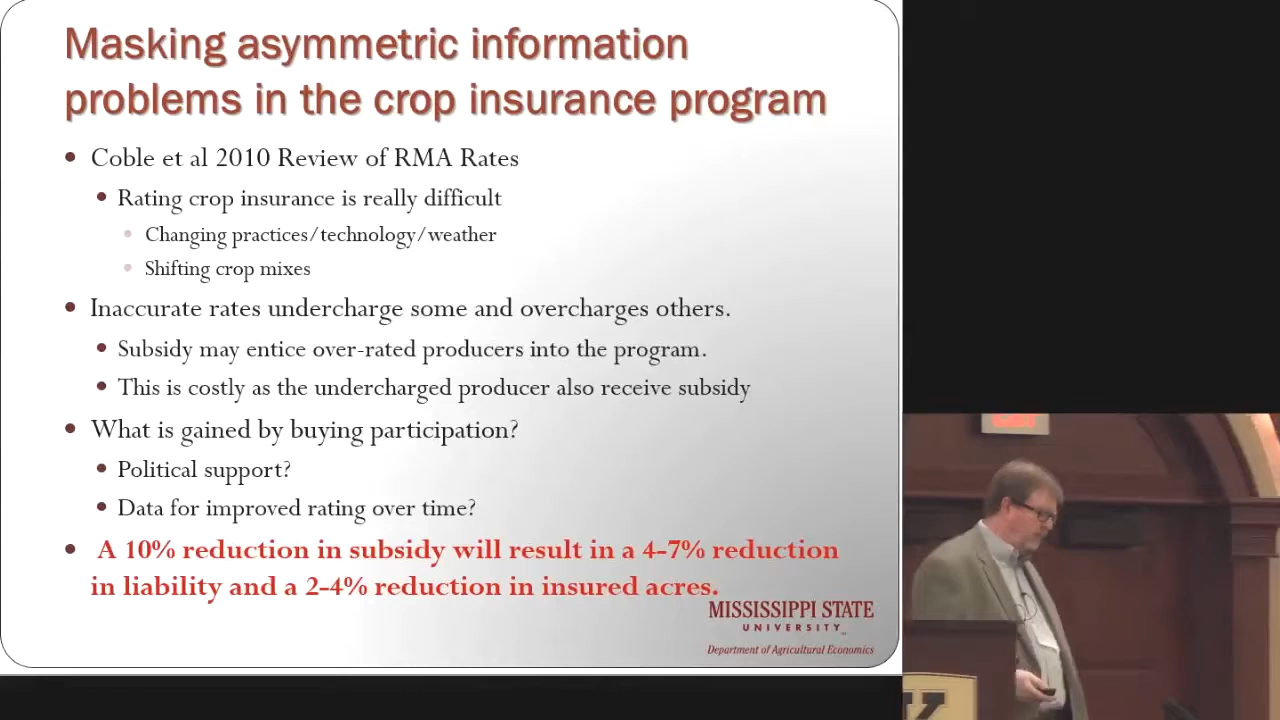 Masking asymmetric information
problems in the crop insurance program
Coble et al 2010 Review of RMA Rates
Rating crop insurance is really difficult
Changing practices/technology/weather
Shifting crop mixes
Inaccurate rates undercharge some and overcharges others.
Subsidy may entice over-rated producers into the program.
This is costly as the undercharged producer also receive subsidy
What is gained by buying participation?
Political support?
Data for improved rating over time?
A 10% reduction in subsidy will result in a 4-7% reduction
in liability and a 2-4% reduction in insured acres.
MISSISSIPPI STATE
UNIVERSITY
Department of Agricultural Economics